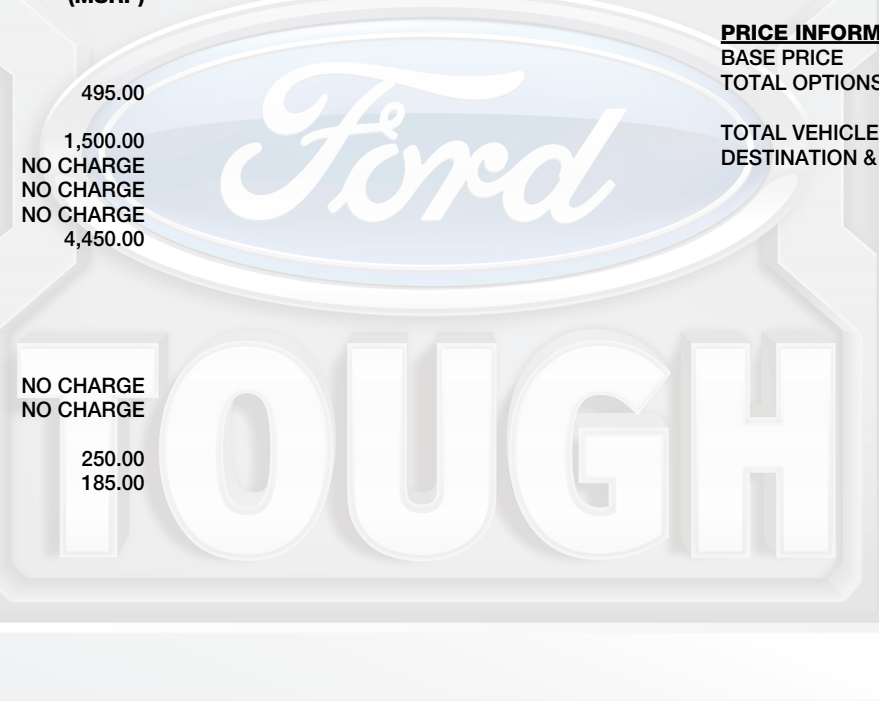 (MSRP)
495.00
1,500.00
NO CHARGE
NO CHARGE
NO CHARGE
4,450.00
NO CHARGE
NO CHARGE
250.00
185.00
PRICE INFORM
BASE PRICE
TOTAL OPTIONS
TOTAL VEHICLE
DESTINATION &
Ford
TOUGH